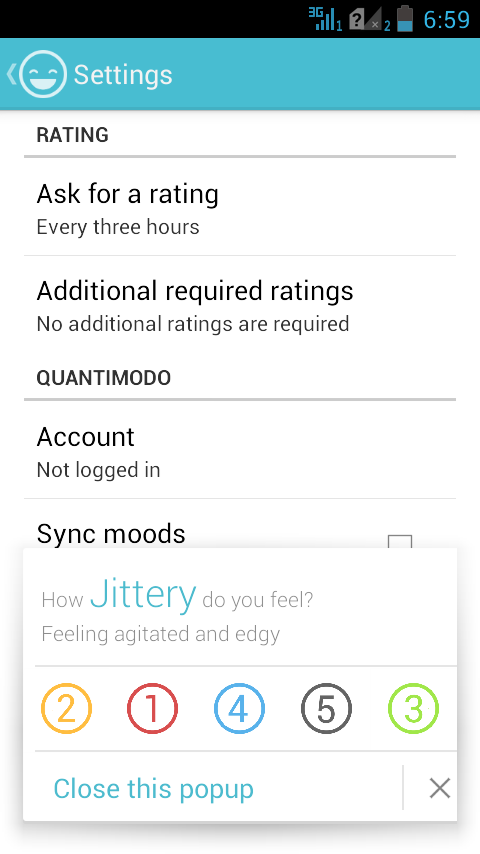 3G 1 ? 2 6:59
Settings
RATING
Ask for a rating
Every three hours
Additional required ratings
No additional ratings are required
QUANTIMODO
Account
Not logged in
Sync moods
How Jittery do you feel?
Feeling agitated and edgy
2 1 4 5 3
Close this popup